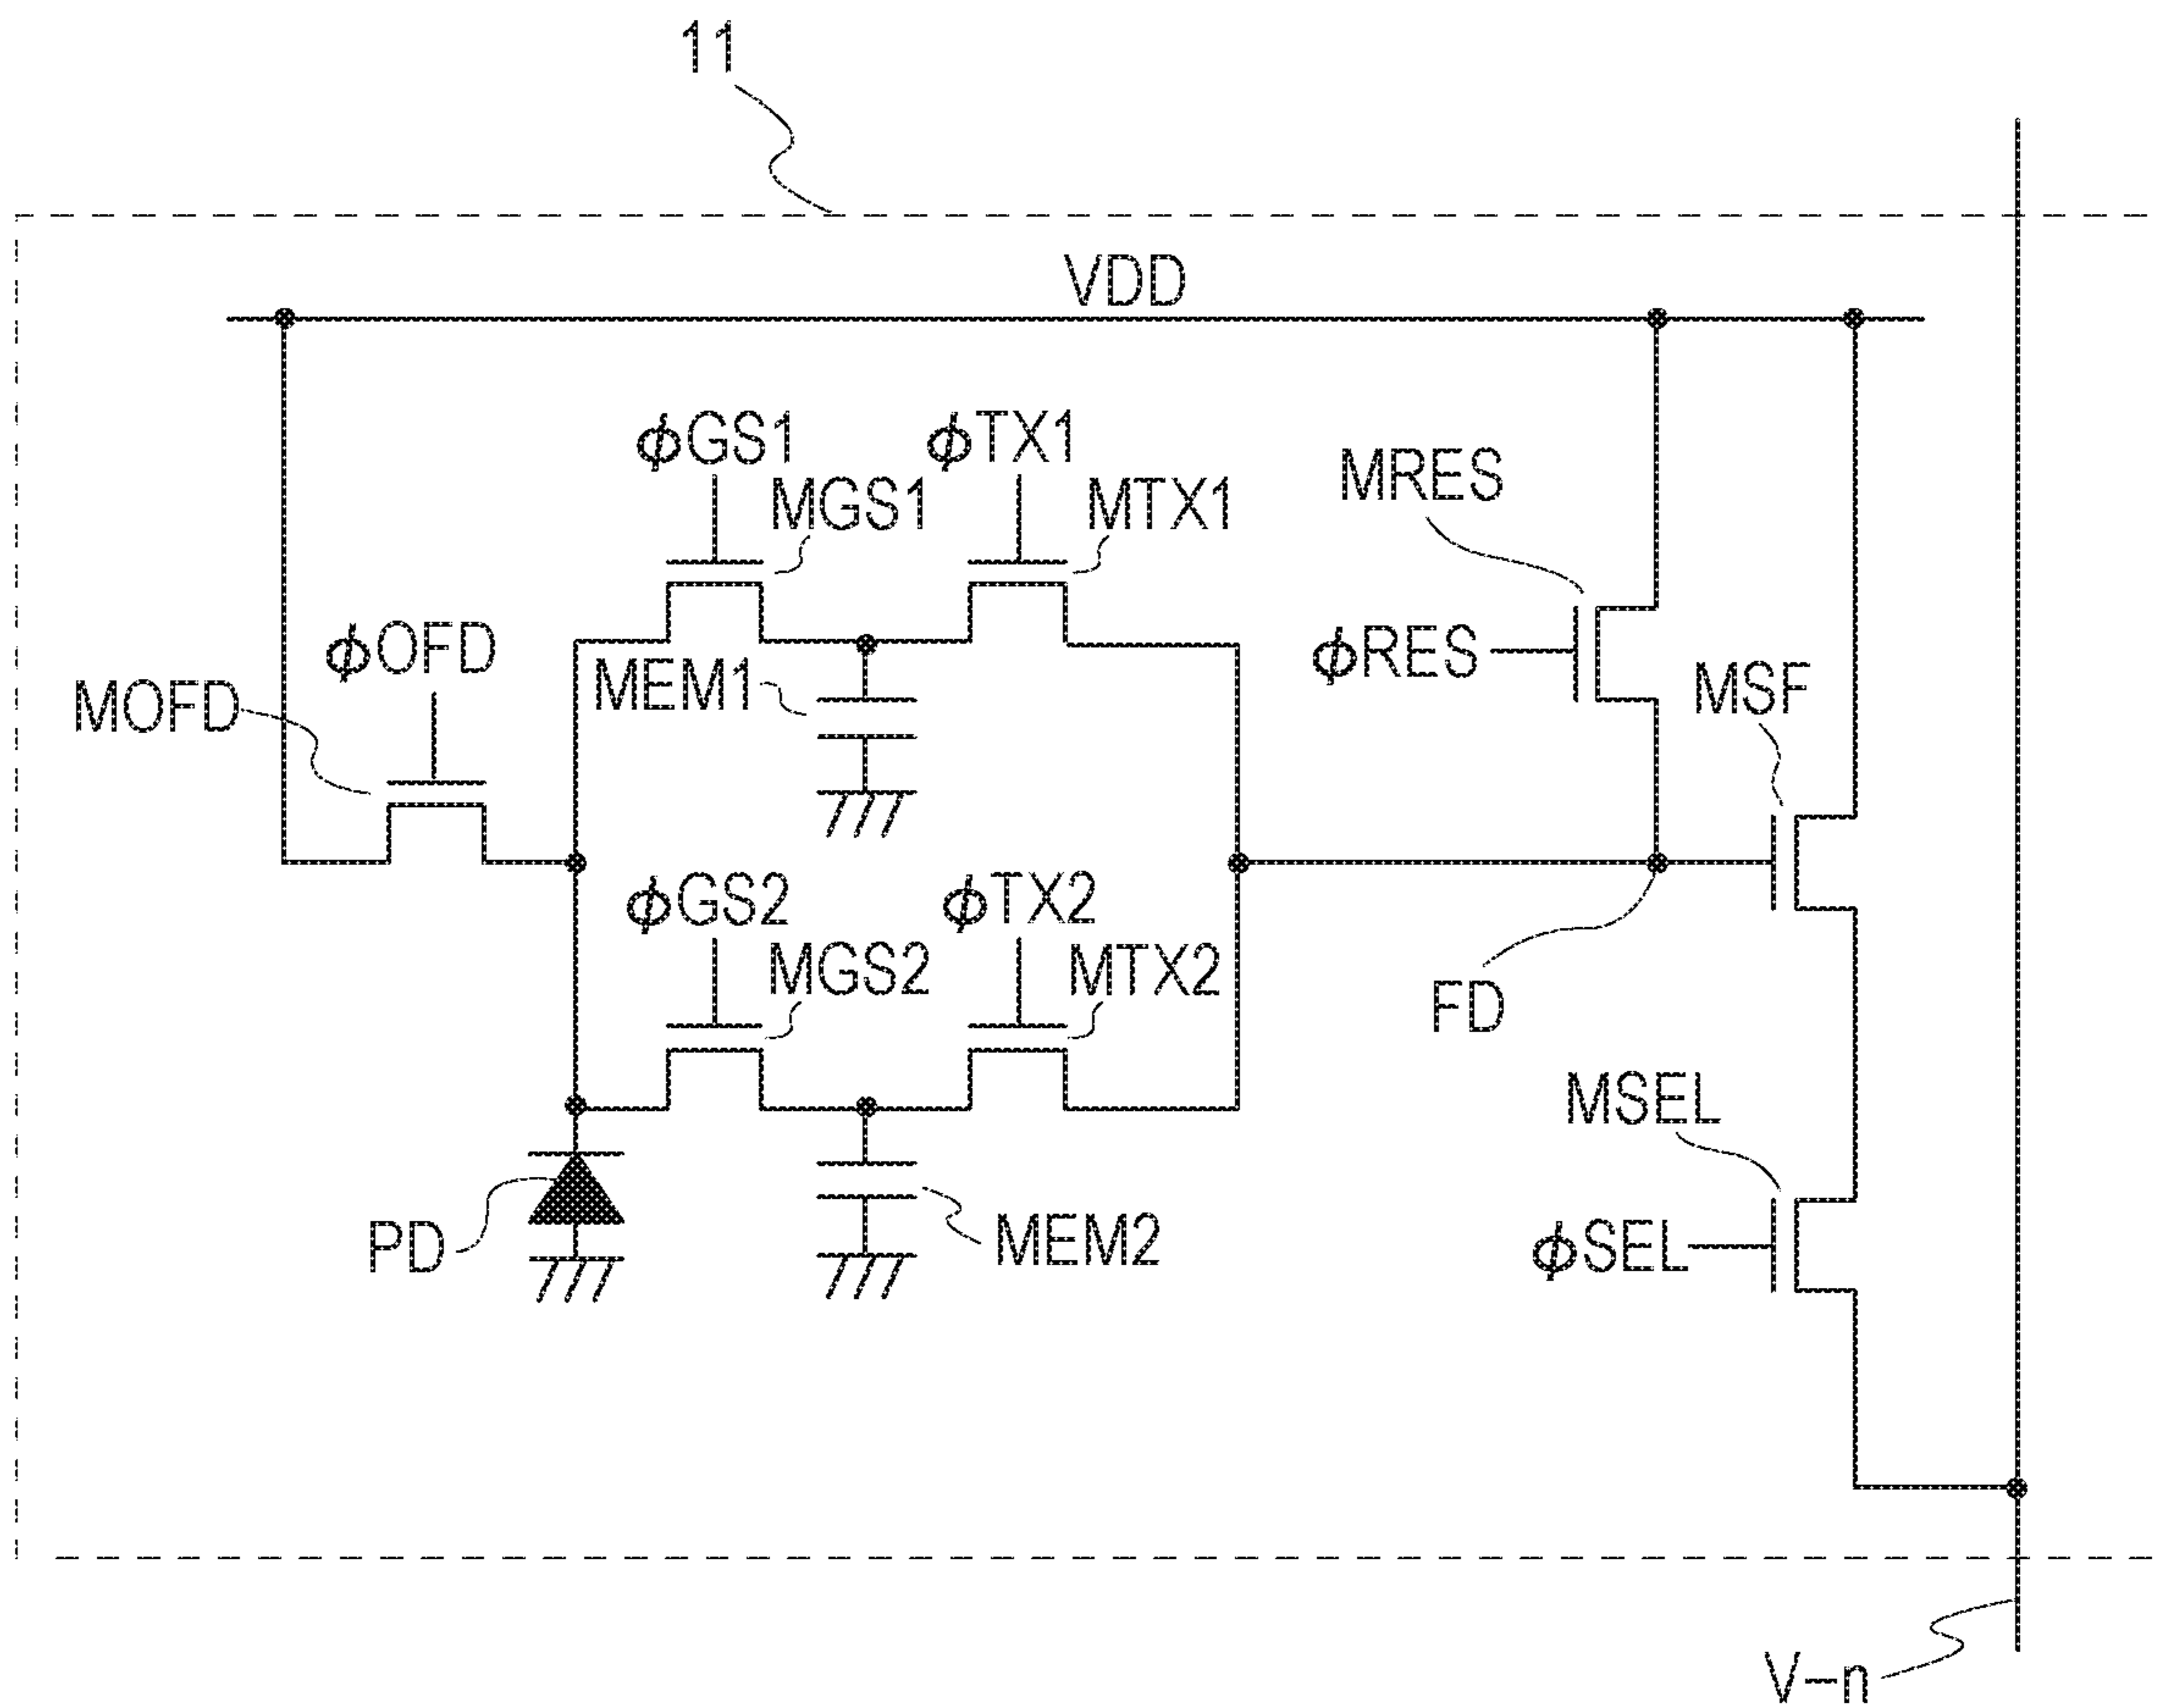 11
VDD
ϕGS1
ϕTX1
MGS1
MTX1
MRES
ϕOFD
ϕRES
MEM1
MSF
MOFD
ϕGS2
ϕTX2
MGS2
MTX2
FD
MSEL
PD
MEM2
ϕSEL
V-n